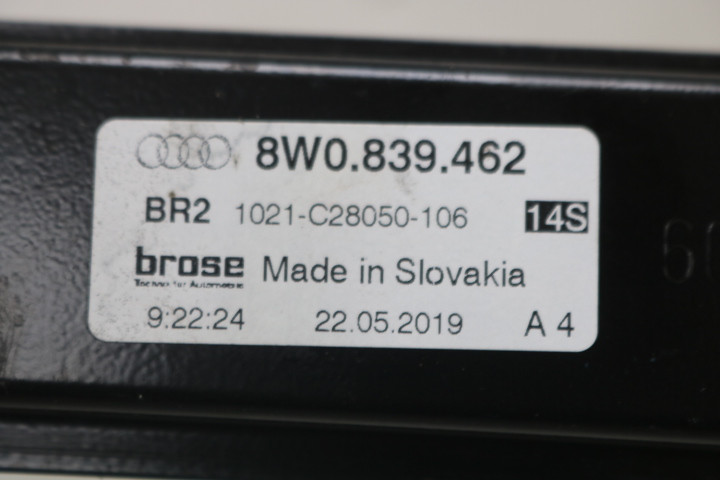 8W0.839.462
BR2 1021-C28050-106 14S
brose Made in Slovakia
9:22:24 22.05.2019 A 4